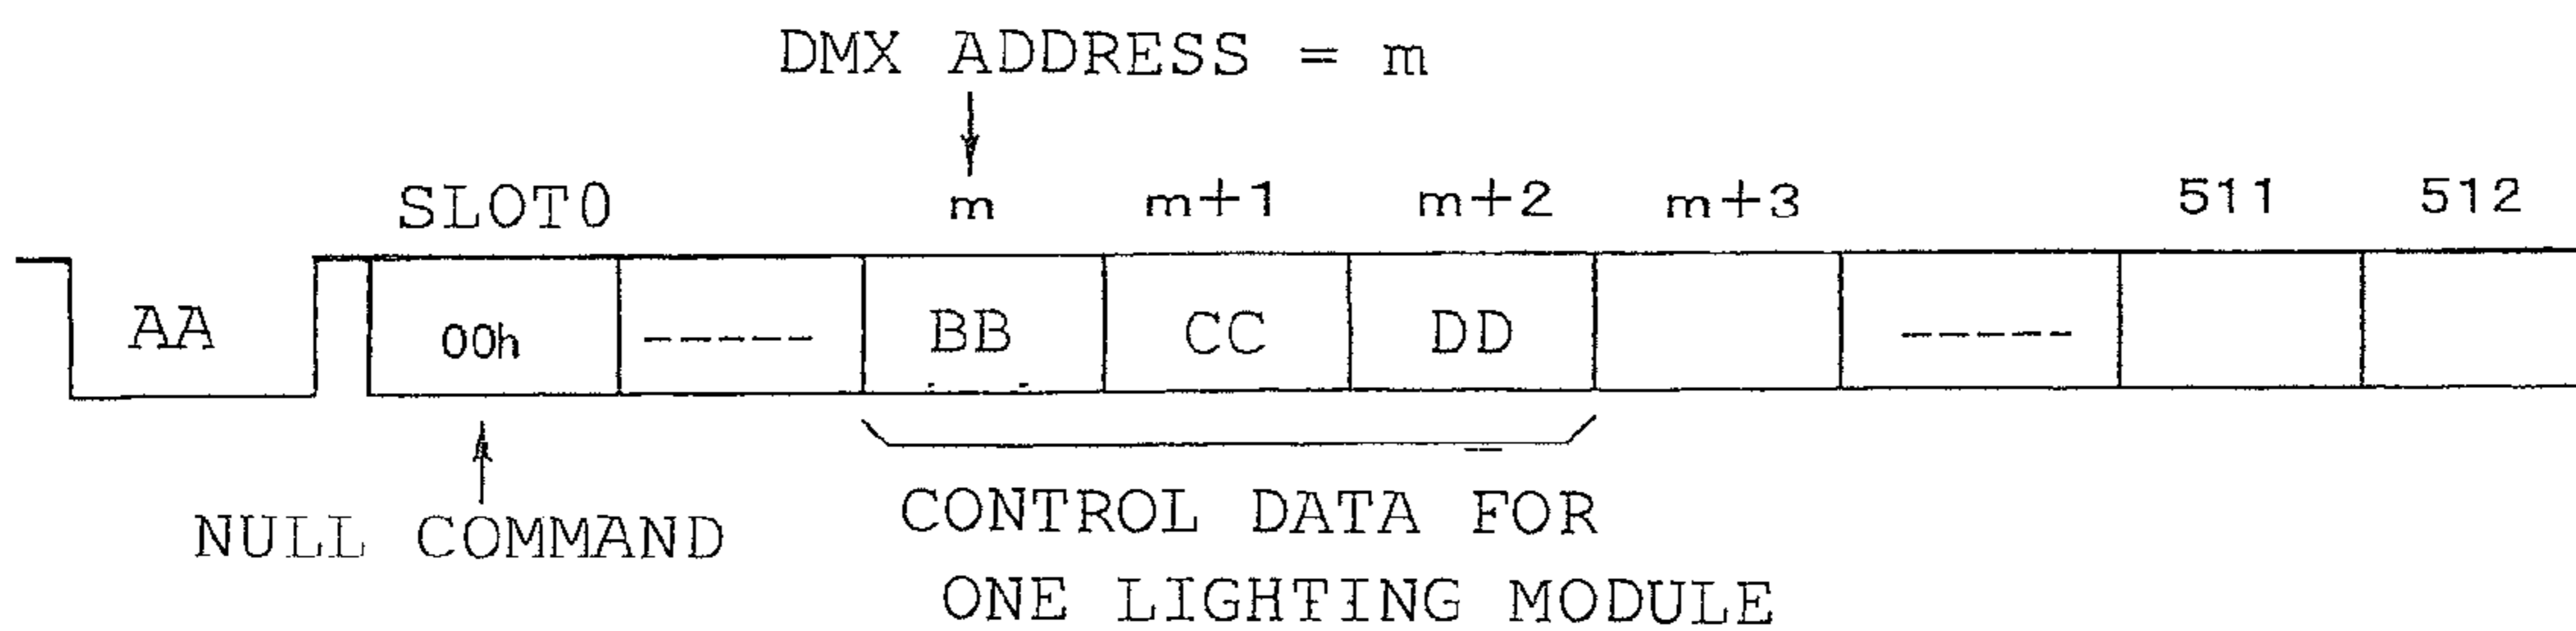 DMX ADDRESS = m
SLOT0 m m+1 m+2 m+3 511 512
AA 00h ----- BB CC DD -----
NULL COMMAND
CONTROL DATA FOR
ONE LIGHTING MODULE